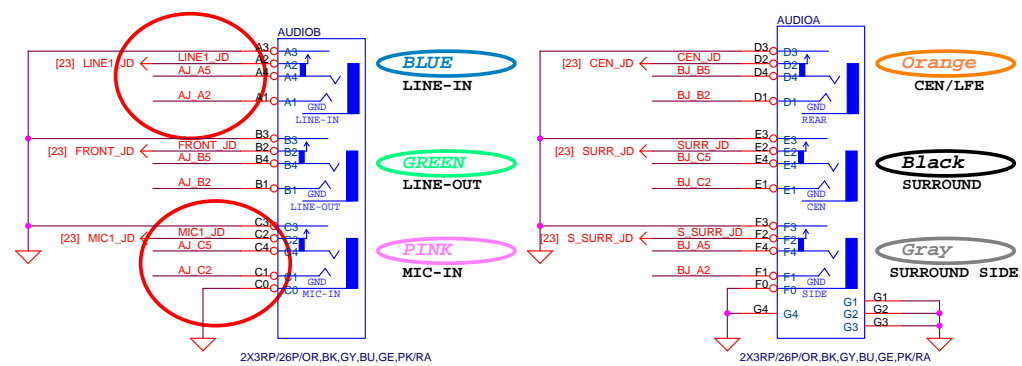 AUDIOB
A3 A3
[23] LINE1_JD LINE1_JD A2 A2
AJ_A5 A4 A4
AJ_A2 A1 A1
GND
LINE-IN
BLUE
LINE-IN
B3 B3
[23] FRONT_JD FRONT_JD B2 B2
AJ_B5 B4 B4
AJ_B2 B1 B1
GND
LINE-OUT
GREEN
LINE-OUT
C3 C3
[23] MIC1_JD MIC1_JD C2 C2
AJ_C5 C4 C4
AJ_C2 C1 C1
GND
C0 C0 MIC-IN
PINK
MIC-IN
2X3RP/26P/OR,BK,GY,BU,GE,PK/RA
AUDIOA
D3 D3
[23] CEN_JD CEN_JD D2 D2
BJ_B5 D4 D4
BJ_B2 D1 D1
GND
REAR
Orange
CEN/LFE
E3 E3
[23] SURR_JD SURR_JD E2 E2
BJ_C5 E4 E4
BJ_C2 E1 E1
GND
CEN
Black
SURROUND
F3 F3
[23] S_SURR_JD S_SURR_JD F2 F2
BJ_A5 F4 F4
BJ_A2 F1 F1
GND
F0 F0 SIDE
Gray
SURROUND SIDE
G1 G1
G4 G4 G2 G2
G3 G3
2X3RP/26P/OR,BK,GY,BU,GE,PK/RA